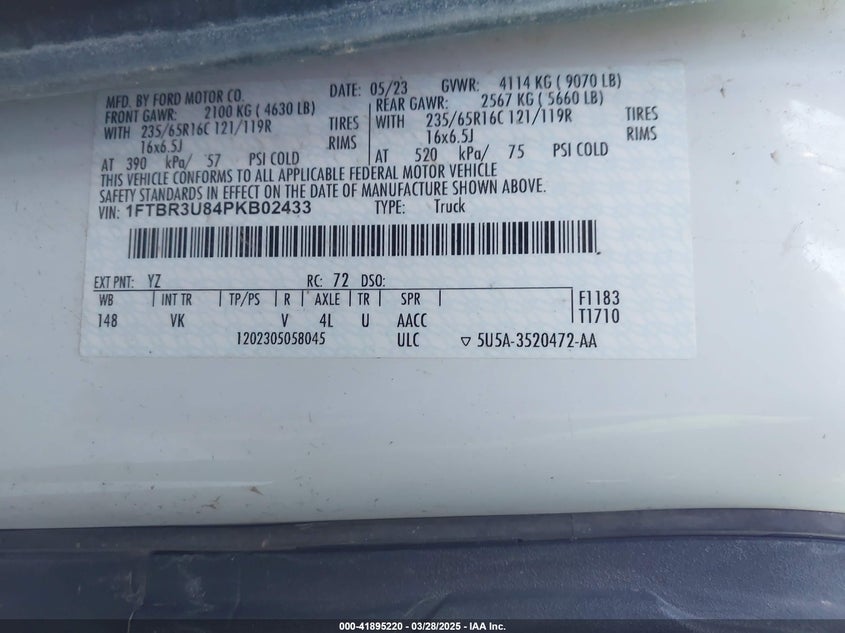 MFD. BY FORD MOTOR CO. DATE: 05/23 GVWR: 4114 KG ( 9070 LB)
FRONT GAWR: 2100 KG ( 4630 LB) REAR GAWR: 2567 KG ( 5660 LB)
WITH 235/65R16C 121/119R TIRES WITH 235/65R16C 121/119R TIRES
16x6.5J RIMS 16x6.5J RIMS
AT 390 kPa/ 57 PSI COLD AT 520 kPa/ 75 PSI COLD
THIS VEHICLE CONFORMS TO ALL APPLICABLE FEDERAL MOTOR VEHICLE
SAFETY STANDARDS IN EFFECT ON THE DATE OF MANUFACTURE SHOWN ABOVE.
VIN: 1FTBR3U84PKB02433 TYPE: Truck
EXT PNT: YZ RC: 72 DSO:
WB INT TR TP/PS R AXLE TR SPR F1183
148 VK V 4L U AACC T1710
1202305058045 ULC ▽ 5U5A-3520472-AA
000-41895220 - 03/28/2025 - IAA Inc.